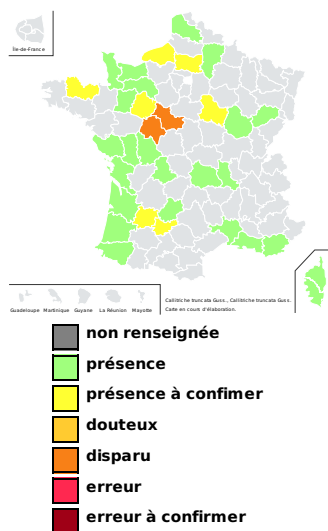 Île-de-France
Guadeloupe Martinique Guyane La Réunion Mayotte
Callitriche truncata Guss., Callitriche truncata Guss.
Carte en cours d'élaboration.
non renseignée
présence
présence à confimer
douteux
disparu
erreur
erreur à confirmer